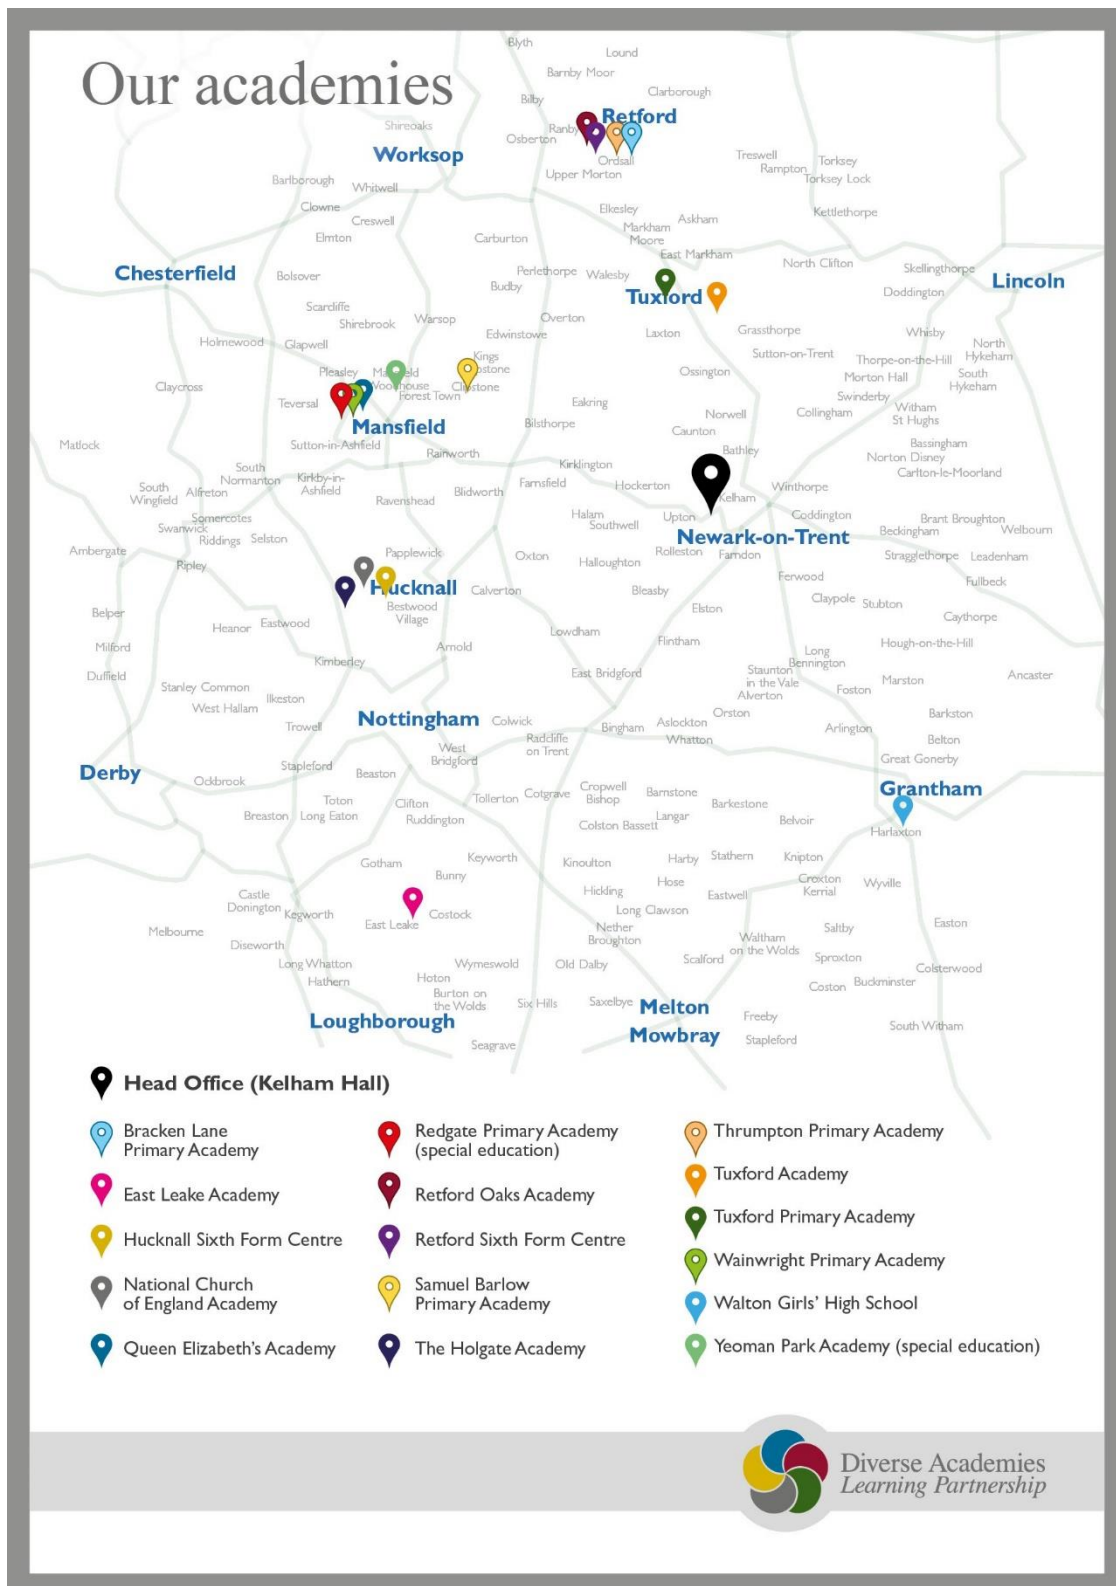 Our academies
Blyth
Lound
Barnby Moor
Clarborough
Bilby
Retford
Shireoaks
Ranby
Osberton
Worksop
Ordsall
Treswell
Rampton
Torksey
Torksey Lock
Upper Morton
Barlborough
Whitwell
Clowne
Creswell
Elmton
Elkesley
Markham
Moore
Askham
Kettlethorpe
Carburton
East Markham
North Clifton
Skellingthorpe
Chesterfield
Bolsover
Perlethorpe
Walesby
Budby
Lincoln
Doddington
Tuxford
Scarcliffe
Shirebrook
Warsop
Overton
Edwinstowe
Laxton
Grassthorpe
Whisby
Holmewood
Glapwell
Sutton-on-Trent
Thorpe-on-the-Hill
North
Hykeham
Kings
Pleasley
Ossington
Morton Hall
South
Hykeham
Claycross
Forest Town
Swinderby
Teversal
Eakring
Norwell
Collingham
Witham
St Hughs
Mansfield
Bilsthorpe
Caunton
Matlock
Sutton-in-Ashfield
Rainworth
Bathley
Bassingham
Norton Disney
Carlton-le-Moorland
South
Normanton
Kirkby-in-
Ashfield
Kirklington
South
Wingfield
Alfreton
Blidworth
Farnsfield
Hockerton
Kelham
Winthorpe
Ravenshead
Somercotes
Swanwick
Riddings
Selston
Halam
Southwell
Upton
Coddington
Brant Broughton
Beckingham
Welbourn
Newark-on-Trent
Ambergate
Ripley
Papplewick
Oxton
Halloughton
Rolleston
Farndon
Stragglethorpe
Leadenham
Hucknall
Calverton
Bleasby
Ferwood
Fullbeck
Belper
Bestwood
Village
Elston
Claypole
Stubton
Caythorpe
Heanor
Eastwood
Lowdham
Flintham
Hough-on-the-Hill
Milford
Arnold
Long
Bennington
Duffield
Kimberley
East Bridgford
Staunton
in the Vale
Alverton
Foston
Marston
Ancaster
Stanley Common
Ilkeston
West Hallam
Trowell
Nottingham
Colwick
Bingham
Aslockton
Whatton
Orston
Arlington
Barkston
Belton
Radcliffe
on Trent
West
Bridgford
Great Gonerby
Derby
Ockbrook
Stapleford
Beaston
Grantham
Toton
Clifton
Tollerton
Cotgrave
Cropwell
Bishop
Barnstone
Barkestone
Breaston
Long Eaton
Ruddington
Colston Bassett
Langar
Belvoir
Harlaxton
Gotham
Keyworth
Kinoulton
Harby
Stathern
Knipton
Bunny
Hickling
Hose
Eastwell
Croxton
Kerrial
Wyville
Castle
Donington
Kegworth
East Leake
Costock
Long Clawson
Saltby
Easton
Melbourne
Diseworth
Nether
Broughton
Waltham
on the Wolds
Long Whatton
Hathern
Wymeswold
Old Dalby
Scalford
Sproxton
Colsterwood
Hoton
Coston
Buckminster
Burton on
the Wolds
Six Hills
Saxelbye
Melton
Mowbray
Loughborough
Freeby
Stapleford
South Witham
Seagrave
Head Office (Kelham Hall)
Bracken Lane
Primary Academy
East Leake Academy
Hucknall Sixth Form Centre
National Church
of England Academy
Queen Elizabeth's Academy
Redgate Primary Academy
(special education)
Retford Oaks Academy
Retford Sixth Form Centre
Samuel Barlow
Primary Academy
The Holgate Academy
Thrumpton Primary Academy
Tuxford Academy
Tuxford Primary Academy
Wainwright Primary Academy
Walton Girls' High School
Yeoman Park Academy (special education)
Diverse Academies
Learning Partnership